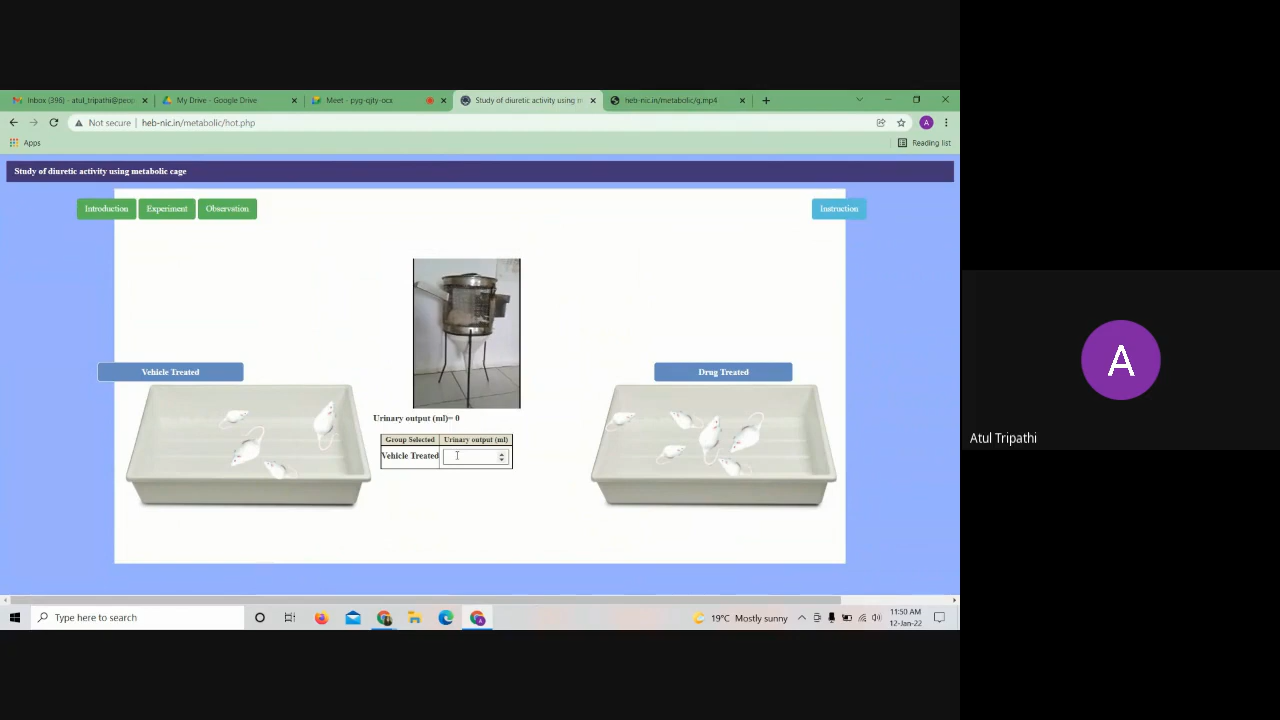 Inbox (396) - atul_tripathi@peop
My Drive - Google Drive
Meet - pyg-qjty-ocx
Study of diuretic activity using m
heb-nic.in/metabolic/g.mp4
Not secure | heb-nic.in/metabolic/hot.php
A
Apps
Reading list
Study of diuretic activity using metabolic cage
Introduction
Experiment
Observation
Instruction
Vehicle Treated
Drug Treated
Urinary output (ml)= 0
Group Selected
Urinary output (ml)
Vehicle Treated
A
Atul Tripathi
Type here to search
19°C Mostly sunny
11:50 AM
12-Jan-22